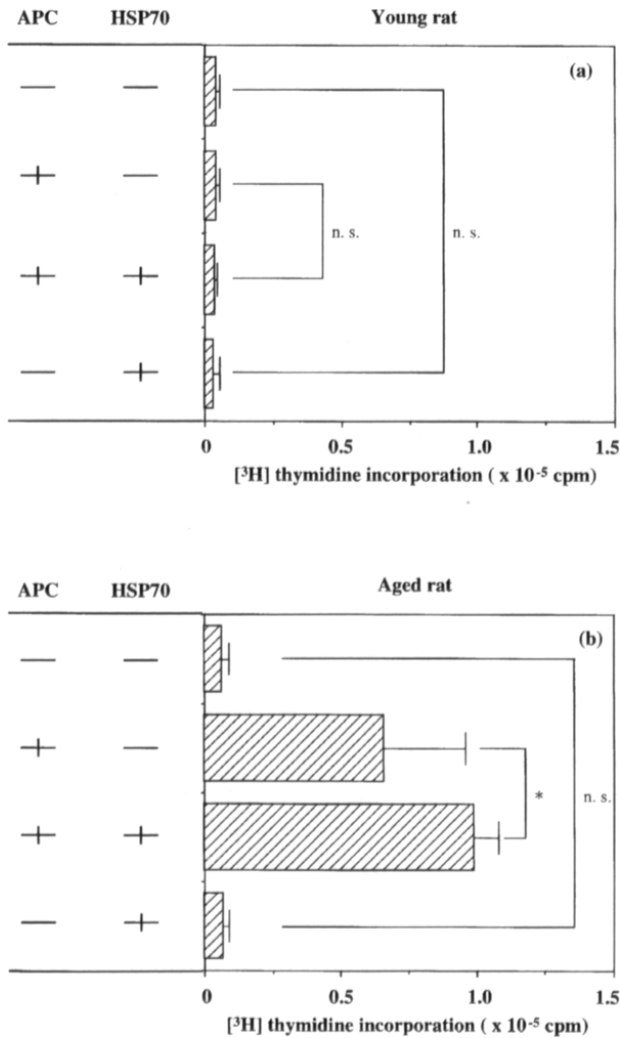 APC HSP70 Young rat
(a)
— —
+ —
n. s. n. s.
+ +
— +
0 0.5 1.0 1.5
[³H] thymidine incorporation ( x 10⁻⁵ cpm)
APC HSP70 Aged rat
(b)
— —
+ —
* n. s.
+ +
— +
0 0.5 1.0 1.5
[³H] thymidine incorporation ( x 10⁻⁵ cpm)